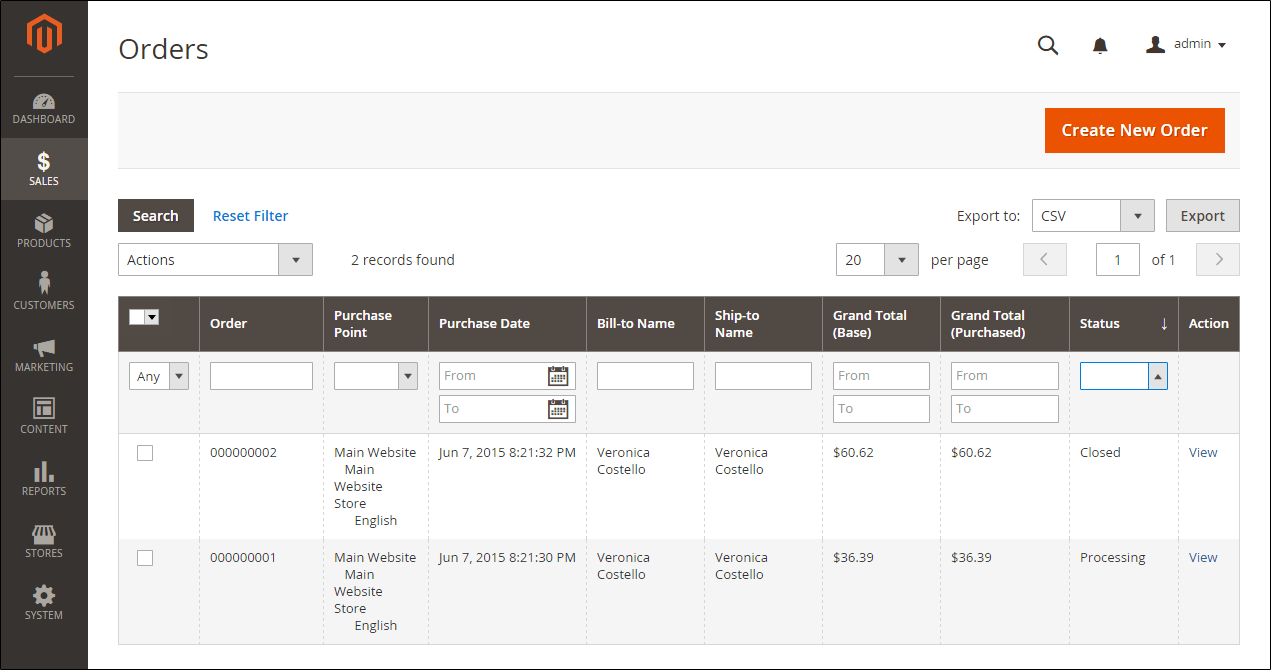 Orders
admin
DASHBOARD
SALES
PRODUCTS
CUSTOMERS
MARKETING
CONTENT
REPORTS
STORES
SYSTEM
Create New Order
Search Reset Filter Export to: CSV Export
Actions 2 records found 20 per page 1 of 1
Order Purchase Point Purchase Date Bill-to Name Ship-to Name Grand Total (Base) Grand Total (Purchased) Status ↓ Action
Any From From From
To To To
000000002 Main Website Jun 7, 2015 8:21:32 PM Veronica Veronica $60.62 $60.62 Closed View
Main Costello Costello
Website
Store
English
000000001 Main Website Jun 7, 2015 8:21:30 PM Veronica Veronica $36.39 $36.39 Processing View
Main Costello Costello
Website
Store
English